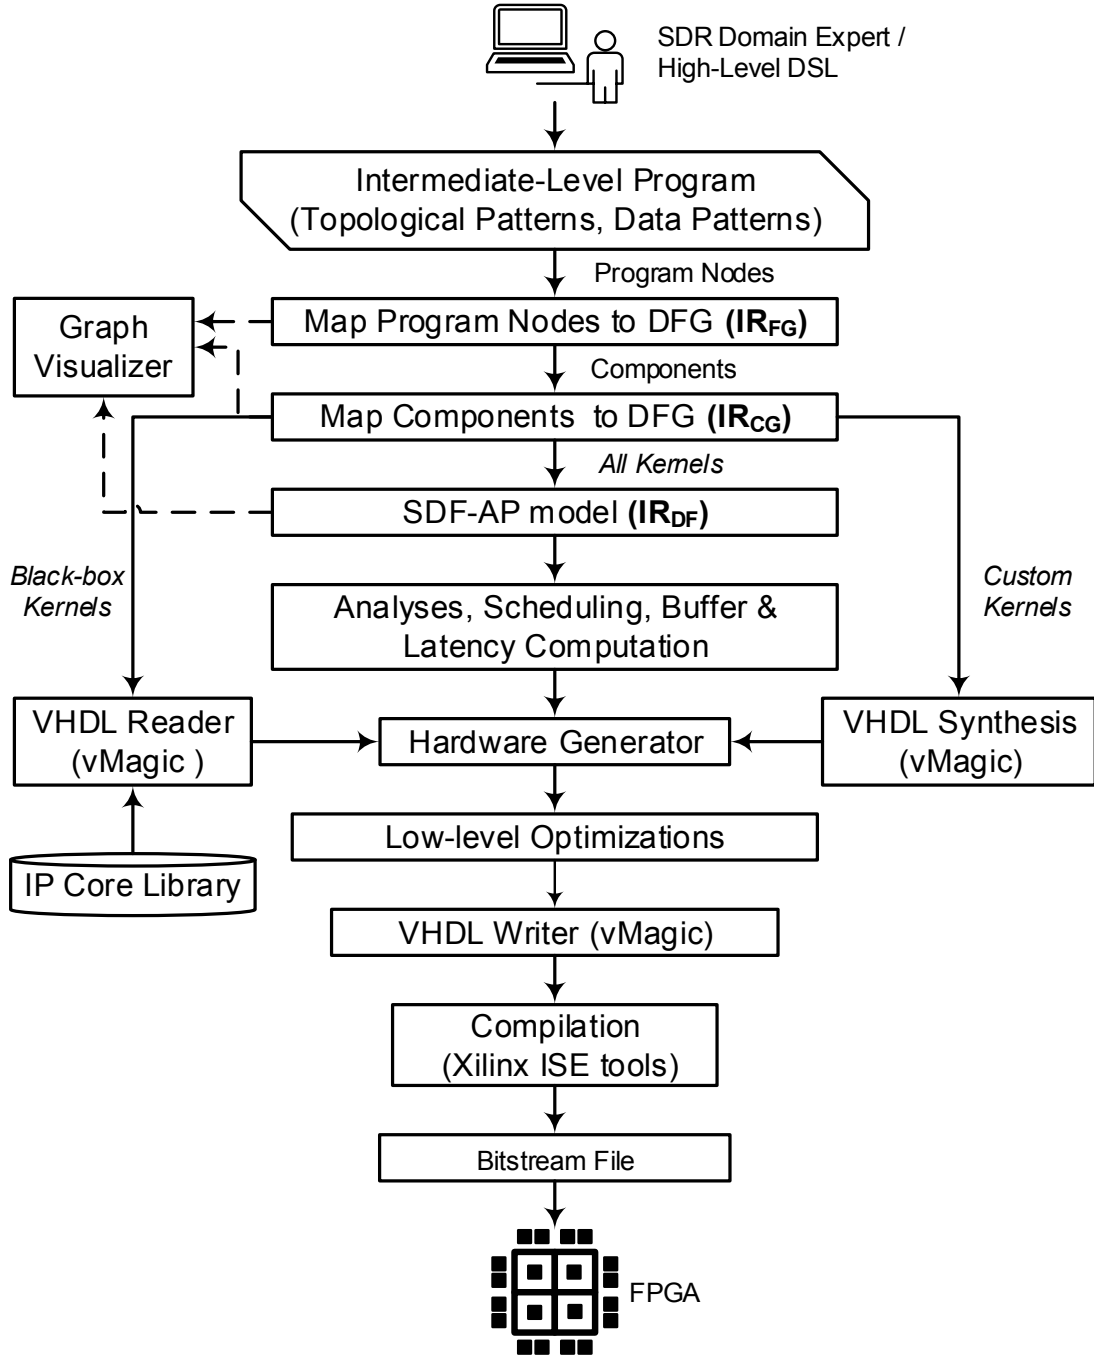 SDR Domain Expert /
High-Level DSL
Intermediate-Level Program
(Topological Patterns, Data Patterns)
Program Nodes
Graph
Visualizer
Map Program Nodes to DFG (IR_FG)
Components
Map Components to DFG (IR_CG)
All Kernels
SDF-AP model (IR_DF)
Black-box
Kernels
Analyses, Scheduling, Buffer &
Latency Computation
Custom
Kernels
VHDL Reader
(vMagic )
Hardware Generator
VHDL Synthesis
(vMagic)
Low-level Optimizations
IP Core Library
VHDL Writer (vMagic)
Compilation
(Xilinx ISE tools)
Bitstream File
FPGA